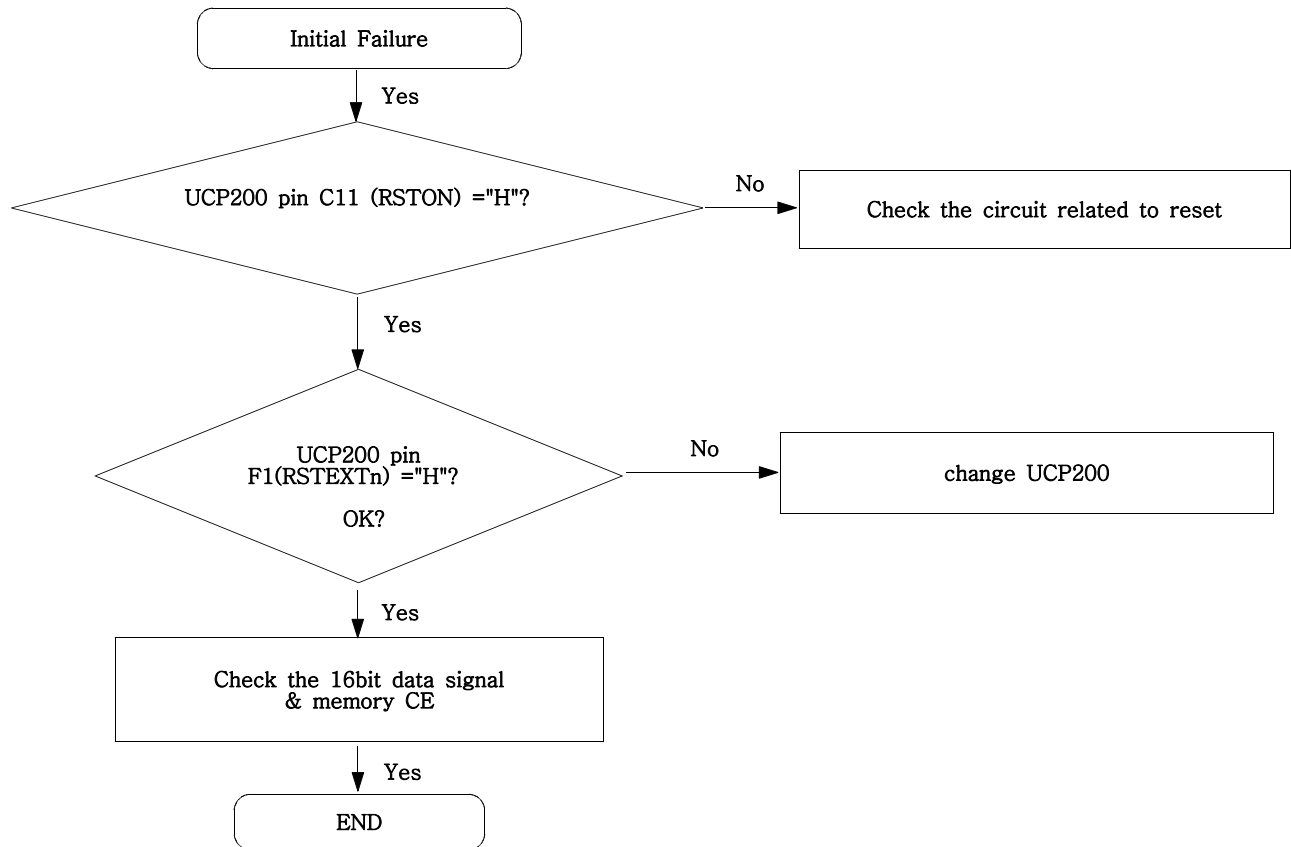 Initial Failure
Yes
UCP200 pin C11 (RSTON) ="H"?
No
Check the circuit related to reset
Yes
UCP200 pin
F1(RSTEXTn) ="H"?
OK?
No
change UCP200
Yes
Check the 16bit data signal
& memory CE
Yes
END